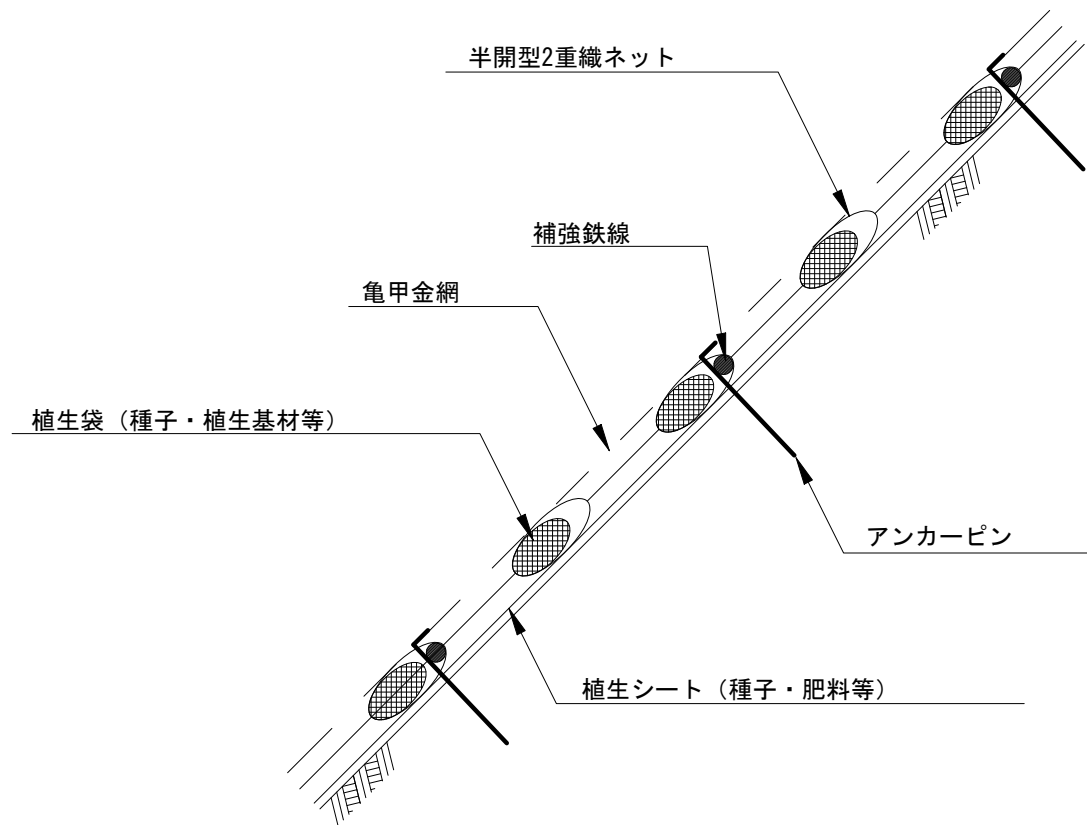 半開型2重織ネット
補強鉄線
亀甲金網
植生袋（種子・植生基材等）
アンカーピン
植生シート（種子・肥料等）